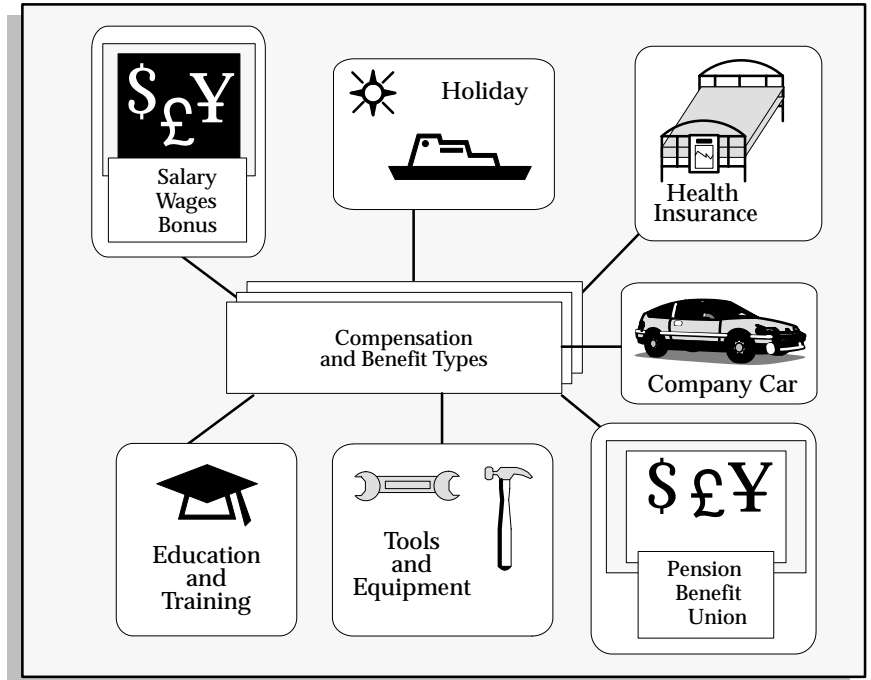 $ £ ¥
Salary
Wages
Bonus
Holiday
Health
Insurance
Compensation
and Benefit Types
Company Car
Education
and
Training
Tools
and
Equipment
$ £ ¥
Pension
Benefit
Union